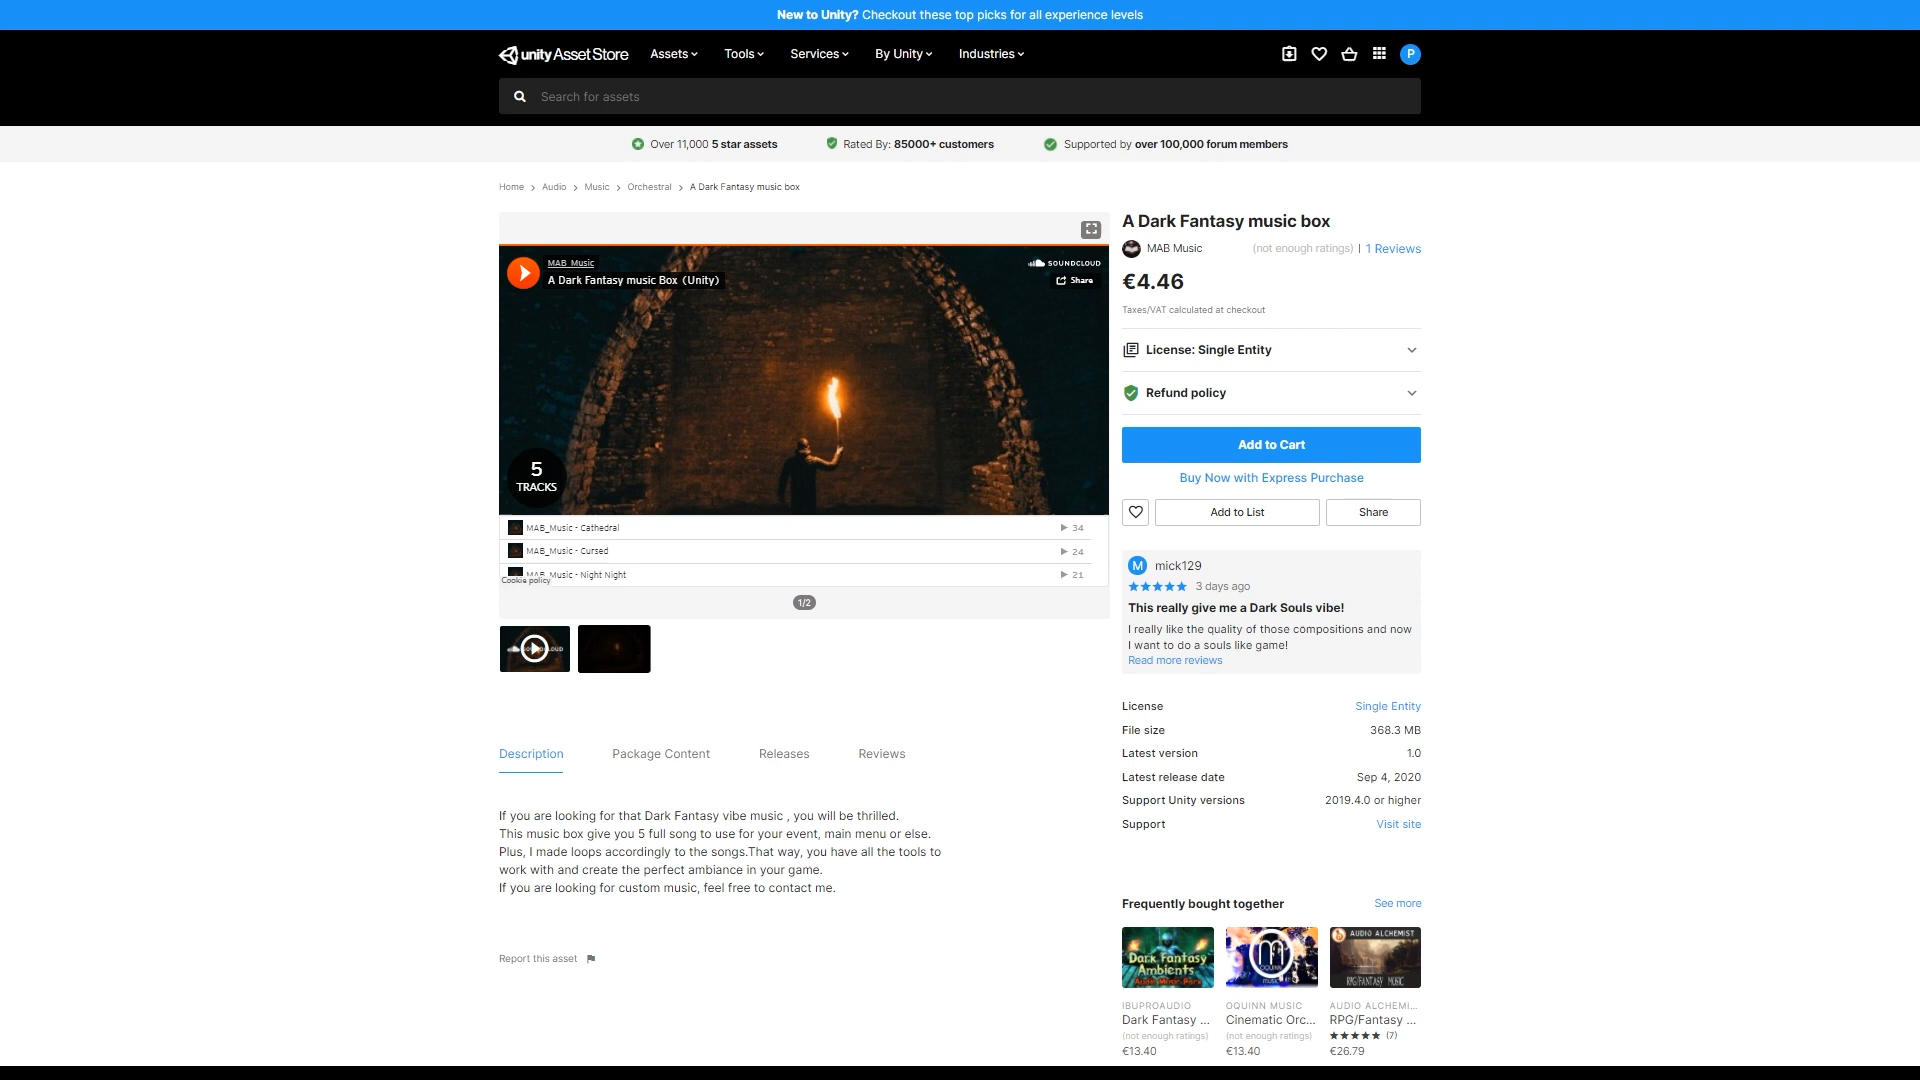 New to Unity? Checkout these top picks for all experience levels
unity Asset Store
Assets
Tools
Services
By Unity
Industries
P
Search for assets
Over 11,000 5 star assets
Rated By: 85000+ customers
Supported by over 100,000 forum members
Home > Audio > Music > Orchestral > A Dark Fantasy music box
MAB_Music
A Dark Fantasy music Box (Unity)
SOUNDCLOUD
Share
5
TRACKS
MAB_Music - Cathedral
34
MAB_Music - Cursed
24
MAB_Music - Night Night
21
Cookie policy
1/2
A Dark Fantasy music box
MAB Music
(not enough ratings) | 1 Reviews
€4.46
Taxes/VAT calculated at checkout
License: Single Entity
Refund policy
Add to Cart
Buy Now with Express Purchase
Add to List
Share
M
mick129
3 days ago
This really give me a Dark Souls vibe!
I really like the quality of those compositions and now
I want to do a souls like game!
Read more reviews
License
Single Entity
File size
368.3 MB
Latest version
1.0
Latest release date
Sep 4, 2020
Support Unity versions
2019.4.0 or higher
Support
Visit site
Description
Package Content
Releases
Reviews
If you are looking for that Dark Fantasy vibe music , you will be thrilled.
This music box give you 5 full song to use for your event, main menu or else.
Plus, I made loops accordingly to the songs.That way, you have all the tools to
work with and create the perfect ambiance in your game.
If you are looking for custom music, feel free to contact me.
Report this asset
Frequently bought together
See more
Dark Fantasy
Ambients
Audio Music Pack
OQUINN
MUSIC
AUDIO ALCHEMIST
RPG/FANTASY MUSIC
IBUPROAUDIO
Dark Fantasy ...
(not enough ratings)
€13.40
OQUINN MUSIC
Cinematic Orc...
(not enough ratings)
€13.40
AUDIO ALCHEMI...
RPG/Fantasy ...
(7)
€26.79